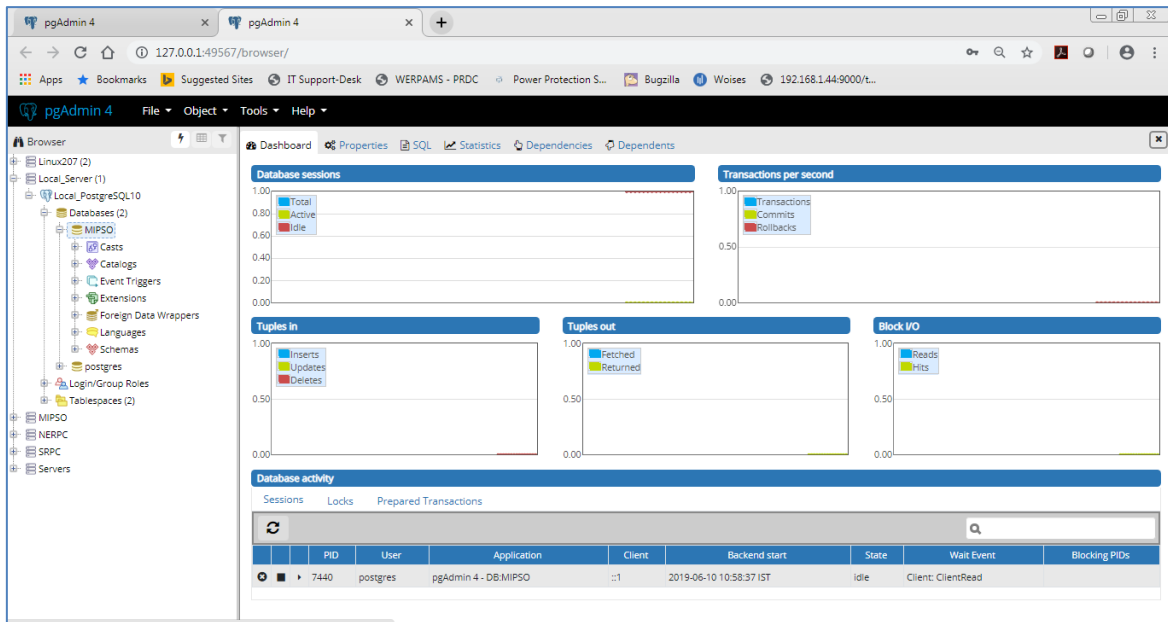 pgAdmin 4 × pgAdmin 4 × +
127.0.0.1:49567/browser/
Apps Bookmarks Suggested Sites IT Support-Desk WERPAMS - PRDC Power Protection S... Bugzilla Woises 192.168.1.44:9000/t...
pgAdmin 4 File Object Tools Help
Browser
Linux207 (2)
Local_Server (1)
Local_PostgreSQL10
Databases (2)
MIPSO
Casts
Catalogs
Event Triggers
Extensions
Foreign Data Wrappers
Languages
Schemas
postgres
Login/Group Roles
Tablespaces (2)
MIPSO
NERPC
SRPC
Servers
Dashboard Properties SQL Statistics Dependencies Dependents
Database sessions
1.00
0.80
0.60
0.40
0.20
0.00
Total
Active
Idle
Transactions per second
1.00
0.50
0.00
Transactions
Commits
Rollbacks
Tuples in
1.00
0.50
0.00
Inserts
Updates
Deletes
Tuples out
1.00
0.50
0.00
Fetched
Returned
Block I/O
1.00
0.50
0.00
Reads
Hits
Database activity
Sessions Locks Prepared Transactions
PID User Application Client Backend start State Wait Event Blocking PIDs
7440 postgres pgAdmin 4 - DB:MIPSO ::1 2019-06-10 10:58:37 IST idle Client: ClientRead